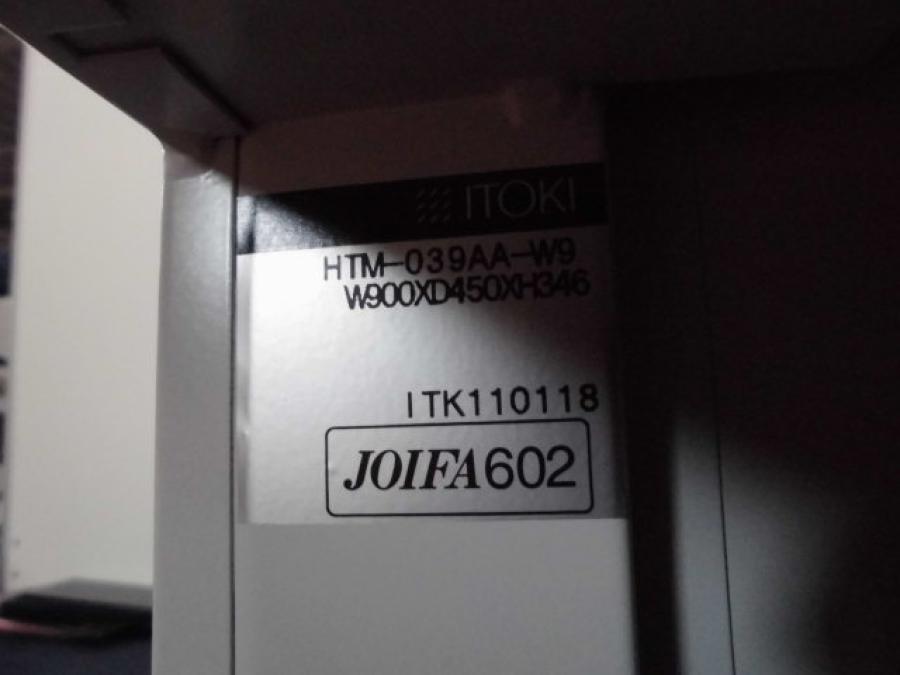 ITOKI
HTM-039AA-W9
W900XD450XH346
ITK110118
JOIFA602